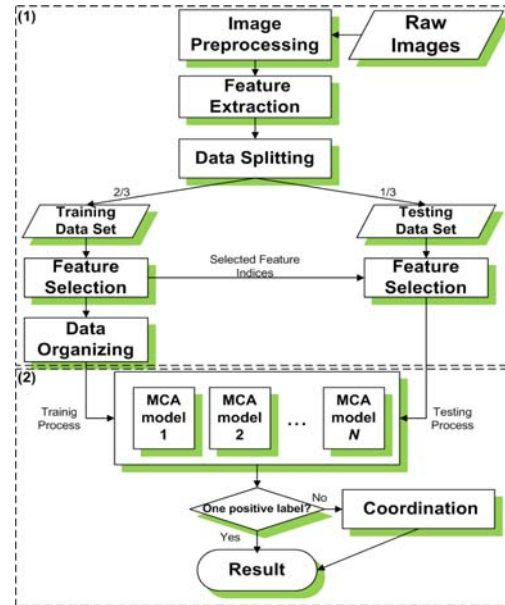 (1)
Image
Preprocessing
Raw
Images
Feature
Extraction
Data Splitting
2/3
1/3
Training
Data Set
Testing
Data Set
Feature
Selection
Selected Feature
Indices
Feature
Selection
Data
Organizing
(2)
Trainig
Process
MCA
model
1
MCA
model
2
...
MCA
model
N
Testing
Process
One positive label?
No
Coordination
Yes
Result